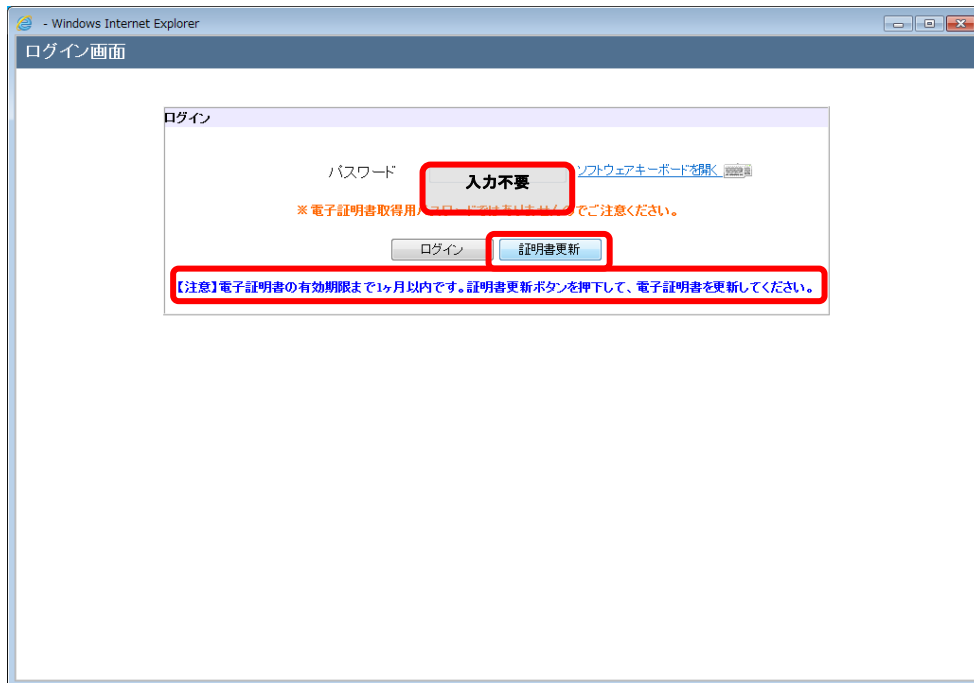 - Windows Internet Explorer
ログイン画面
ログイン
パスワード 入力不要 ソフトウェアキーボードを開く
※電子証明書取得用パスワードではありませんのでご注意ください。
ログイン 証明書更新
【注意】電子証明書の有効期限まで1ヶ月以内です。証明書更新ボタンを押下して、電子証明書を更新してください。